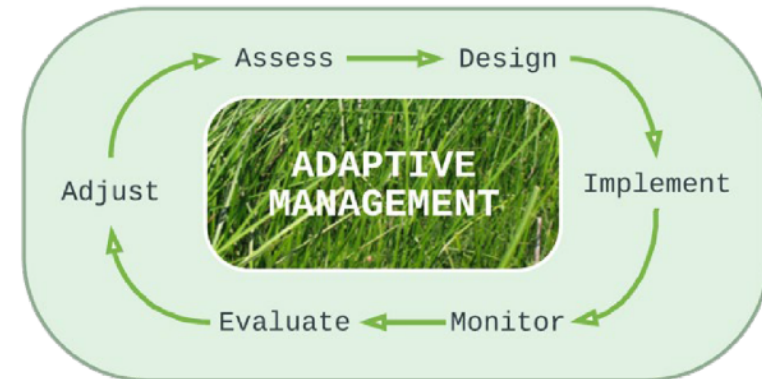 Assess
Design
ADAPTIVE
MANAGEMENT
Adjust
Implement
Evaluate
Monitor